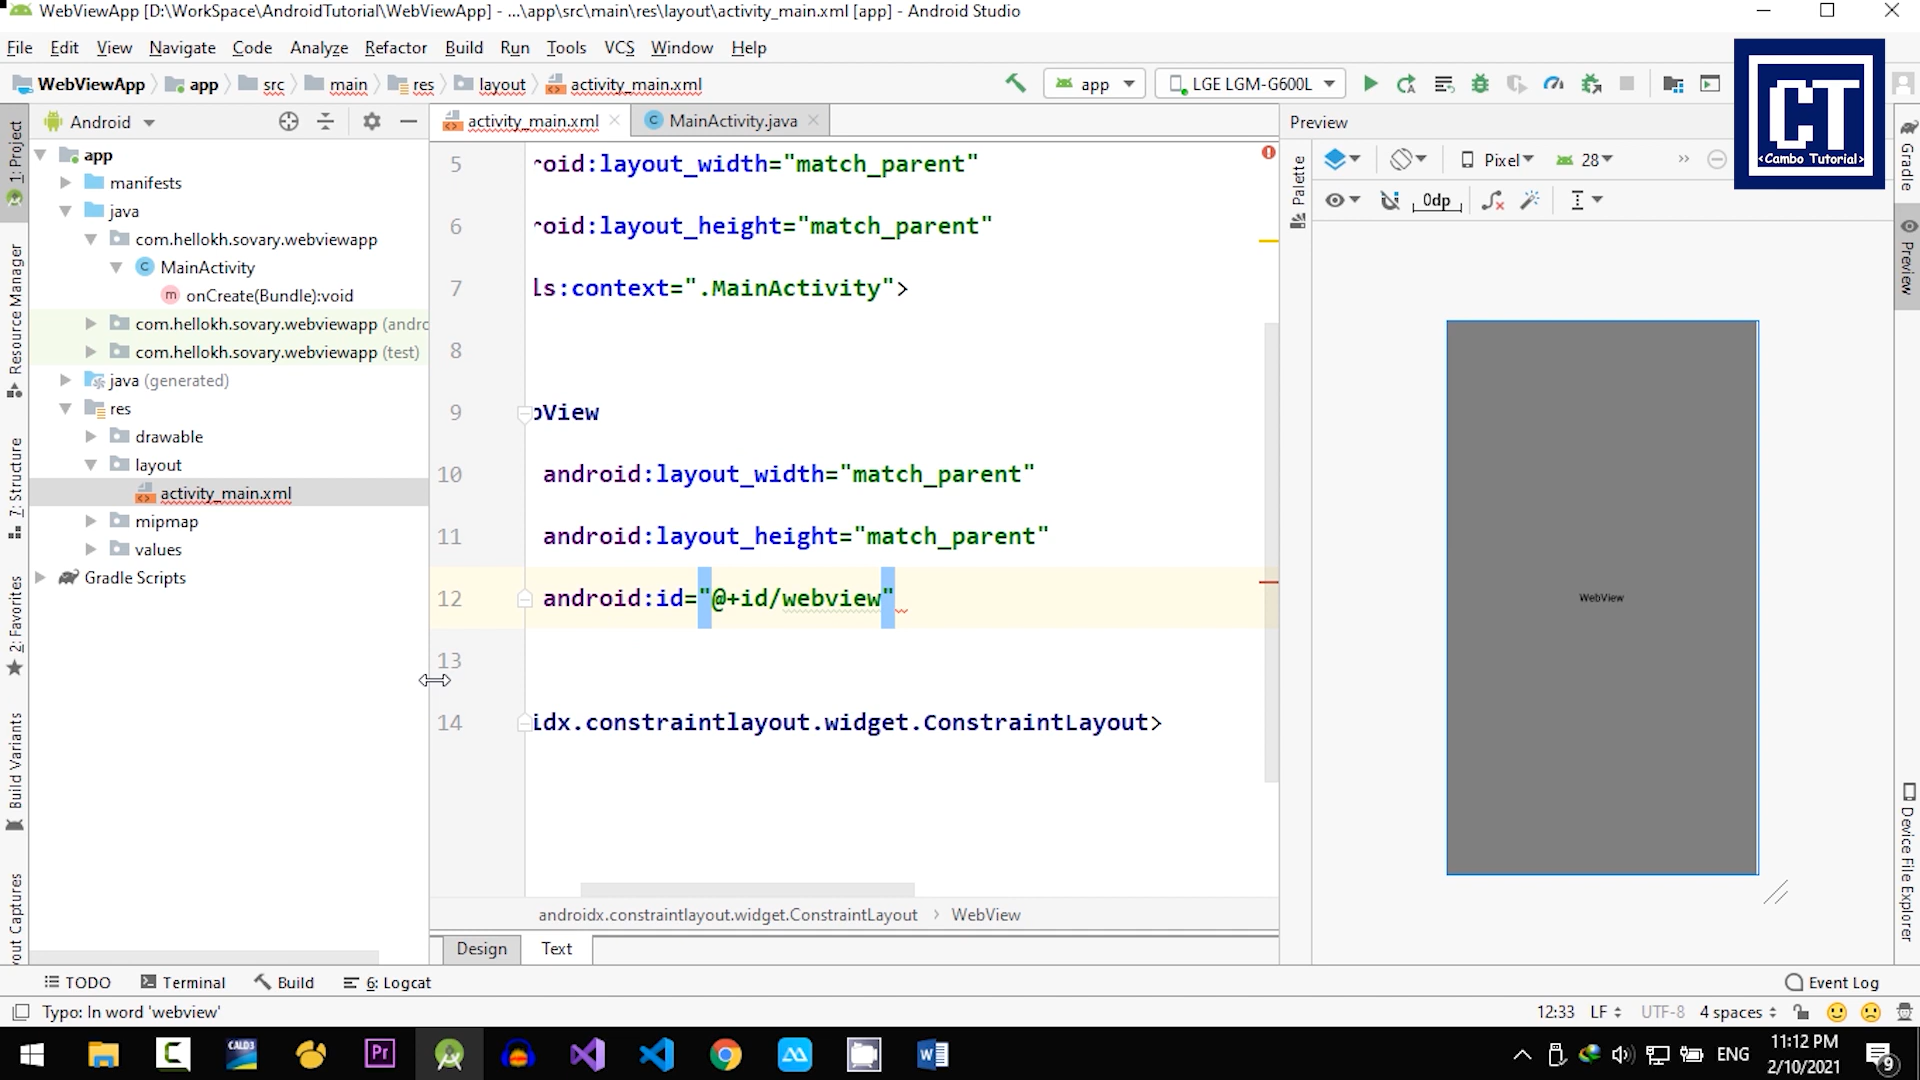 WebViewApp [D:\WorkSpace\AndroidTutorial\WebViewApp] - ...\app\src\main\res\layout\activity_main.xml [app] - Android Studio
File Edit View Navigate Code Analyze Refactor Build Run Tools VCS Window Help
WebViewApp app src main res layout activity_main.xml app LGE LGM-G600L
CT
<Cambo Tutorial>
Android
activity_main.xml MainActivity.java
Preview
app
manifests
java
com.hellokh.sovary.webviewapp
MainActivity
onCreate(Bundle):void
com.hellokh.sovary.webviewapp (andro
com.hellokh.sovary.webviewapp (test)
java (generated)
res
drawable
layout
activity_main.xml
mipmap
values
Gradle Scripts
1: Project
Resource Manager
7: Structure
2: Favorites
Build Variants
yout Captures
5 roid:layout_width="match_parent"
6 roid:layout_height="match_parent"
7 ls:context=".MainActivity">
8
9 bView
10 android:layout_width="match_parent"
11 android:layout_height="match_parent"
12 android:id="@+id/webview"
13
14 idx.constraintlayout.widget.ConstraintLayout>
androidx.constraintlayout.widget.ConstraintLayout › WebView
Design Text
Palette
Pixel 28 »
0dp
WebView
Gradle
Preview
Device File Explorer
TODO Terminal Build 6: Logcat Event Log
Typo: In word 'webview' 12:33 LF UTF-8 4 spaces
CALD3 Pr ENG
11:12 PM
2/10/2021
9